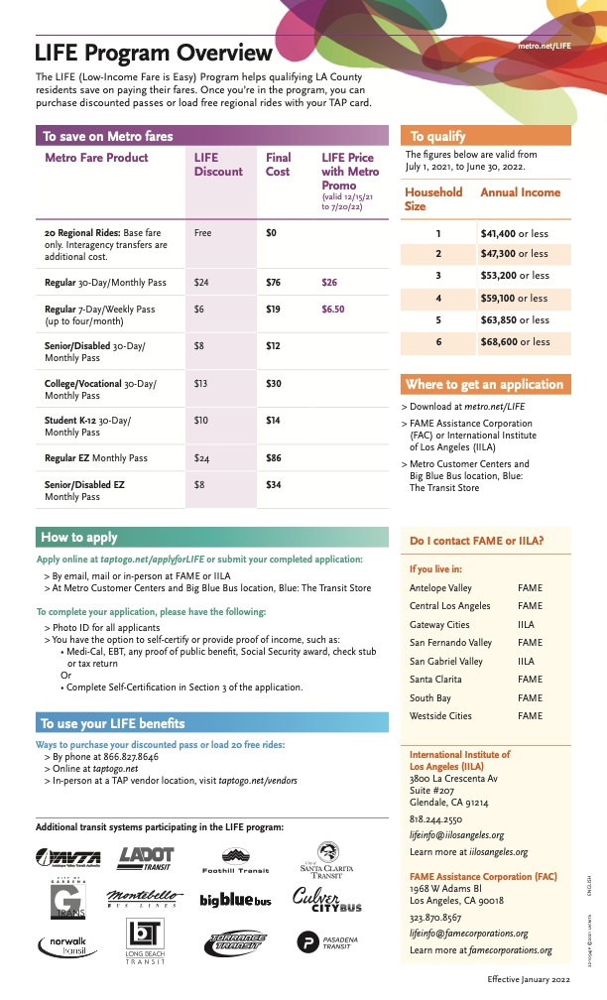 metro.net/LIFE
LIFE Program Overview
The LIFE (Low-Income Fare is Easy) Program helps qualifying LA County
residents save on paying their fares. Once you're in the program, you can
purchase discounted passes or load free regional rides with your TAP card.
To save on Metro fares
Metro Fare Product LIFE Discount Final Cost LIFE Price with Metro Promo (valid 12/15/21 to 7/20/22)
20 Regional Rides: Base fare Free $0
only. Interagency transfers are
additional cost.
Regular 30-Day/Monthly Pass $24 $76 $26
Regular 7-Day/Weekly Pass $6 $19 $6.50
(up to four/month)
Senior/Disabled 30-Day/ $8 $12
Monthly Pass
College/Vocational 30-Day/ $13 $30
Monthly Pass
Student K-12 30-Day/ $10 $14
Monthly Pass
Regular EZ Monthly Pass $24 $86
Senior/Disabled EZ $8 $34
Monthly Pass
To qualify
The figures below are valid from
July 1, 2021, to June 30, 2022.
Household Annual Income
Size
1 $41,400 or less
2 $47,300 or less
3 $53,200 or less
4 $59,100 or less
5 $63,850 or less
6 $68,600 or less
Where to get an application
> Download at metro.net/LIFE
> FAME Assistance Corporation
(FAC) or International Institute
of Los Angeles (IILA)
> Metro Customer Centers and
Big Blue Bus location, Blue:
The Transit Store
How to apply
Apply online at taptogo.net/applyforLIFE or submit your completed application:
> By email, mail or in-person at FAME or IILA
> At Metro Customer Centers and Big Blue Bus location, Blue: The Transit Store
To complete your application, please have the following:
> Photo ID for all applicants
> You have the option to self-certify or provide proof of income, such as:
• Medi-Cal, EBT, any proof of public benefit, Social Security award, check stub
or tax return
Or
• Complete Self-Certification in Section 3 of the application.
To use your LIFE benefits
Ways to purchase your discounted pass or load 20 free rides:
> By phone at 866.827.8646
> Online at taptogo.net
> In-person at a TAP vendor location, visit taptogo.net/vendors
Additional transit systems participating in the LIFE program:
AVTA
Antelope Valley Transit Authority
LADOT
TRANSIT
Foothill Transit
City of
SANTA CLARITA
TRANSIT
CITY OF
GARDENA
G
TRANS
Montebello
BUS LINES
big blue bus
Culver
CITYBUS
norwalk
transit
LONG BEACH
TRANSIT
TORRANCE
TRANSIT
P
PASADENA
TRANSIT
Do I contact FAME or IILA?
If you live in:
Antelope Valley FAME
Central Los Angeles FAME
Gateway Cities IILA
San Fernando Valley FAME
San Gabriel Valley IILA
Santa Clarita FAME
South Bay FAME
Westside Cities FAME
International Institute of
Los Angeles (IILA)
3800 La Crescenta Av
Suite #207
Glendale, CA 91214
818.244.2550
lifeinfo@iilosangeles.org
Learn more at iilosangeles.org
FAME Assistance Corporation (FAC)
1968 W Adams Bl
Los Angeles, CA 90018
323.870.8567
lifeinfo@famecorporations.org
Learn more at famecorporations.org
ENGLISH
Effective January 2022